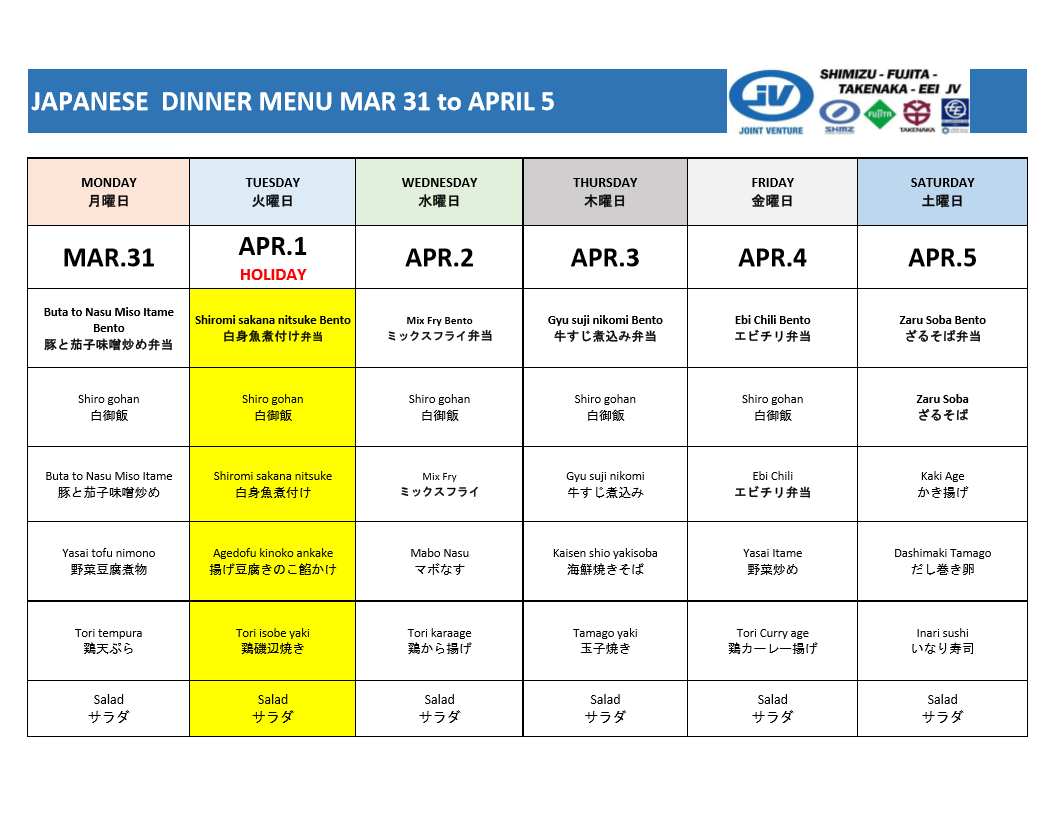 JAPANESE  DINNER MENU MAR 31 to APRIL 5
JV
JOINT VENTURE
SHIMIZU - FUJITA -
TAKENAKA - EEI  JV
SHMZ
FUJITA
TAKENAKA
EEI
MONDAY
月曜日
TUESDAY
火曜日
WEDNESDAY
水曜日
THURSDAY
木曜日
FRIDAY
金曜日
SATURDAY
土曜日
MAR.31
APR.1
HOLIDAY
APR.2
APR.3
APR.4
APR.5
Buta to Nasu Miso Itame
Bento
豚と茄子味噌炒め弁当
Shiromi sakana nitsuke Bento
白身魚煮付け弁当
Mix Fry Bento
ミックスフライ弁当
Gyu suji nikomi Bento
牛すじ煮込み弁当
Ebi Chili Bento
エビチリ弁当
Zaru Soba Bento
ざるそば弁当
Shiro gohan
白御飯
Shiro gohan
白御飯
Shiro gohan
白御飯
Shiro gohan
白御飯
Shiro gohan
白御飯
Zaru Soba
ざるそば
Buta to Nasu Miso Itame
豚と茄子味噌炒め
Shiromi sakana nitsuke
白身魚煮付け
Mix Fry
ミックスフライ
Gyu suji nikomi
牛すじ煮込み
Ebi Chili
エビチリ弁当
Kaki Age
かき揚げ
Yasai tofu nimono
野菜豆腐煮物
Agedofu kinoko ankake
揚げ豆腐きのこ餡かけ
Mabo Nasu
マボなす
Kaisen shio yakisoba
海鮮焼きそば
Yasai Itame
野菜炒め
Dashimaki Tamago
だし巻き卵
Tori tempura
鶏天ぷら
Tori isobe yaki
鶏磯辺焼き
Tori karaage
鶏から揚げ
Tamago yaki
玉子焼き
Tori Curry age
鶏カーレー揚げ
Inari sushi
いなり寿司
Salad
サラダ
Salad
サラダ
Salad
サラダ
Salad
サラダ
Salad
サラダ
Salad
サラダ